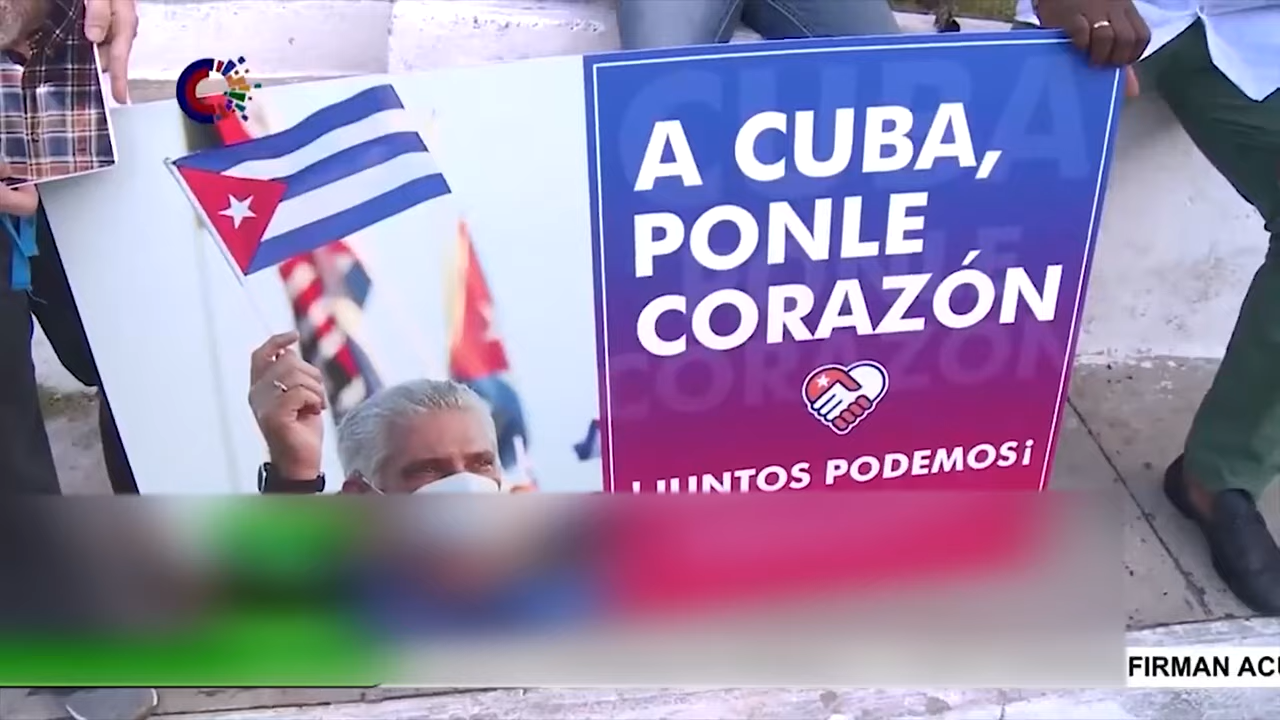 A CUBA,
PONLE
CORAZÓN
¡JUNTOS PODEMOS¡
FIRMAN ACU